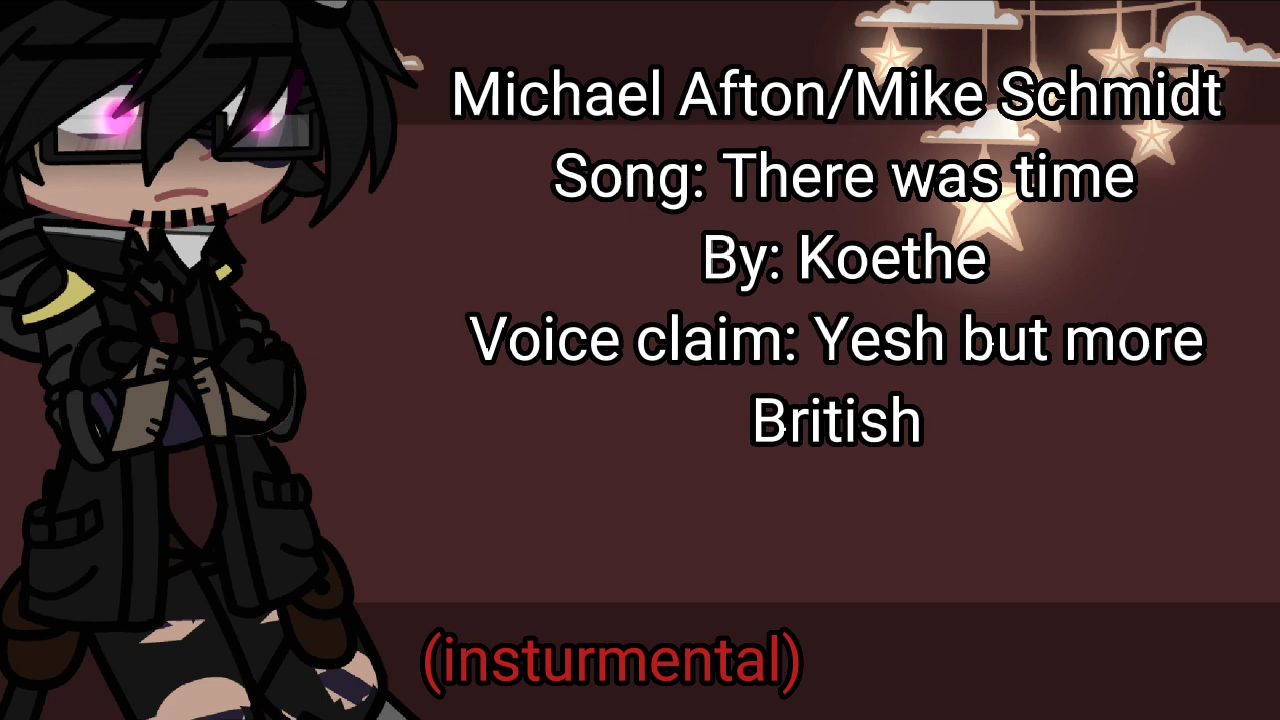 Michael Afton/Mike Schmidt
Song: There was time
By: Koethe
Voice claim: Yesh but more
British
(insturmental)